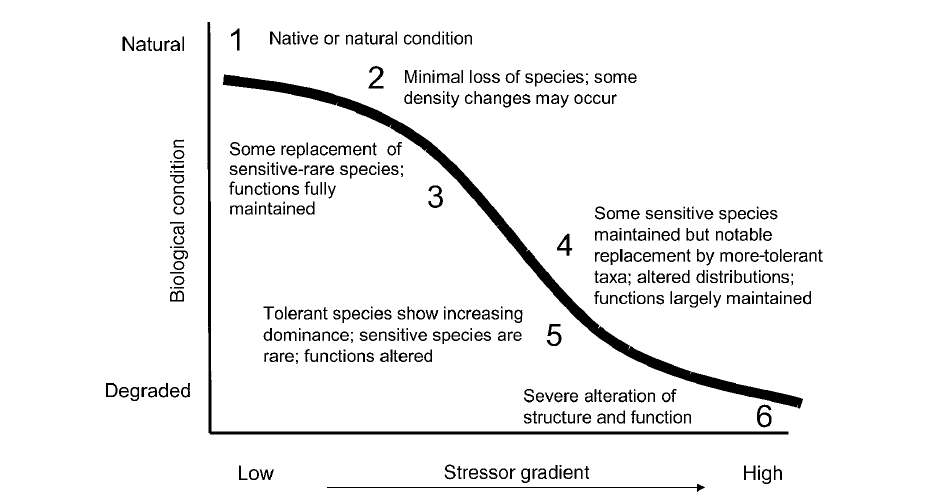 Natural
1 Native or natural condition
2 Minimal loss of species; some
density changes may occur
Some replacement of
sensitive-rare species;
functions fully
maintained
3
Biological condition
4
Some sensitive species
maintained but notable
replacement by more-tolerant
taxa; altered distributions;
functions largely maintained
Tolerant species show increasing
dominance; sensitive species are
rare; functions altered
5
Degraded
Severe alteration of
structure and function
6
Low
Stressor gradient
High